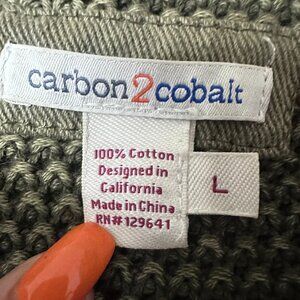 carbon2cobalt
100% Cotton
Designed in
California
Made in China
RN#129641
L